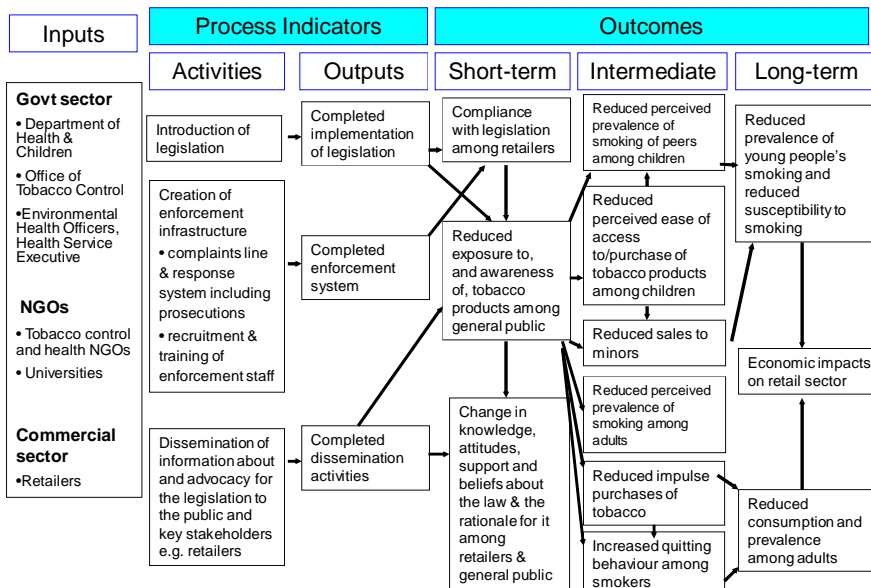 Inputs
Process Indicators
Outcomes
Activities
Outputs
Short-term
Intermediate
Long-term
Govt sector
• Department of
Health &
Children
• Office of
Tobacco Control
•Environmental
Health Officers,
Health Service
Executive
NGOs
• Tobacco control
and health NGOs
• Universities
Commercial
sector
•Retailers
Introduction of
legislation
Creation of
enforcement
infrastructure
• complaints line
& response
system including
prosecutions
• recruitment &
training of
enforcement staff
Dissemination of
information about
and advocacy for
the legislation to
the public and
key stakeholders
e.g. retailers
Completed
implementation
of legislation
Completed
enforcement
system
Completed
dissemination
activities
Compliance
with legislation
among retailers
Reduced
exposure to,
and awareness
of, tobacco
products among
general public
Change in
knowledge,
attitudes,
support and
beliefs about
the law & the
rationale for it
among
retailers &
general public
Reduced perceived
prevalence of
smoking of peers
among children
Reduced
perceived ease of
access
to/purchase of
tobacco products
among children
Reduced sales to
minors
Reduced perceived
prevalence of
smoking among
adults
Reduced impulse
purchases of
tobacco
Increased quitting
behaviour among
smokers
Reduced
prevalence of
young people's
smoking and
reduced
susceptibility to
smoking
Economic impacts
on retail sector
Reduced
consumption and
prevalence
among adults